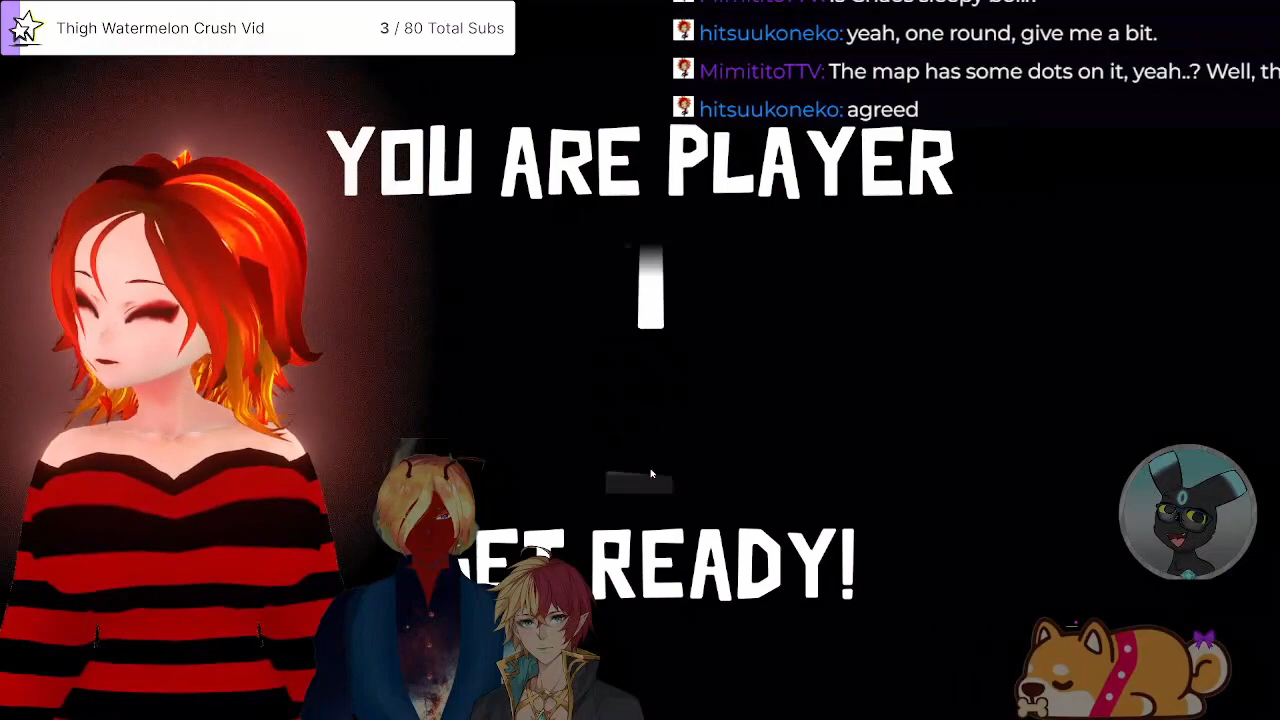 Thigh Watermelon Crush Vid 3 / 80 Total Subs
hitsuukoneko: yeah, one round, give me a bit.
MimititoTTV: The map has some dots on it, yeah..? Well, th
hitsuukoneko: agreed
YOU ARE PLAYER
READY!